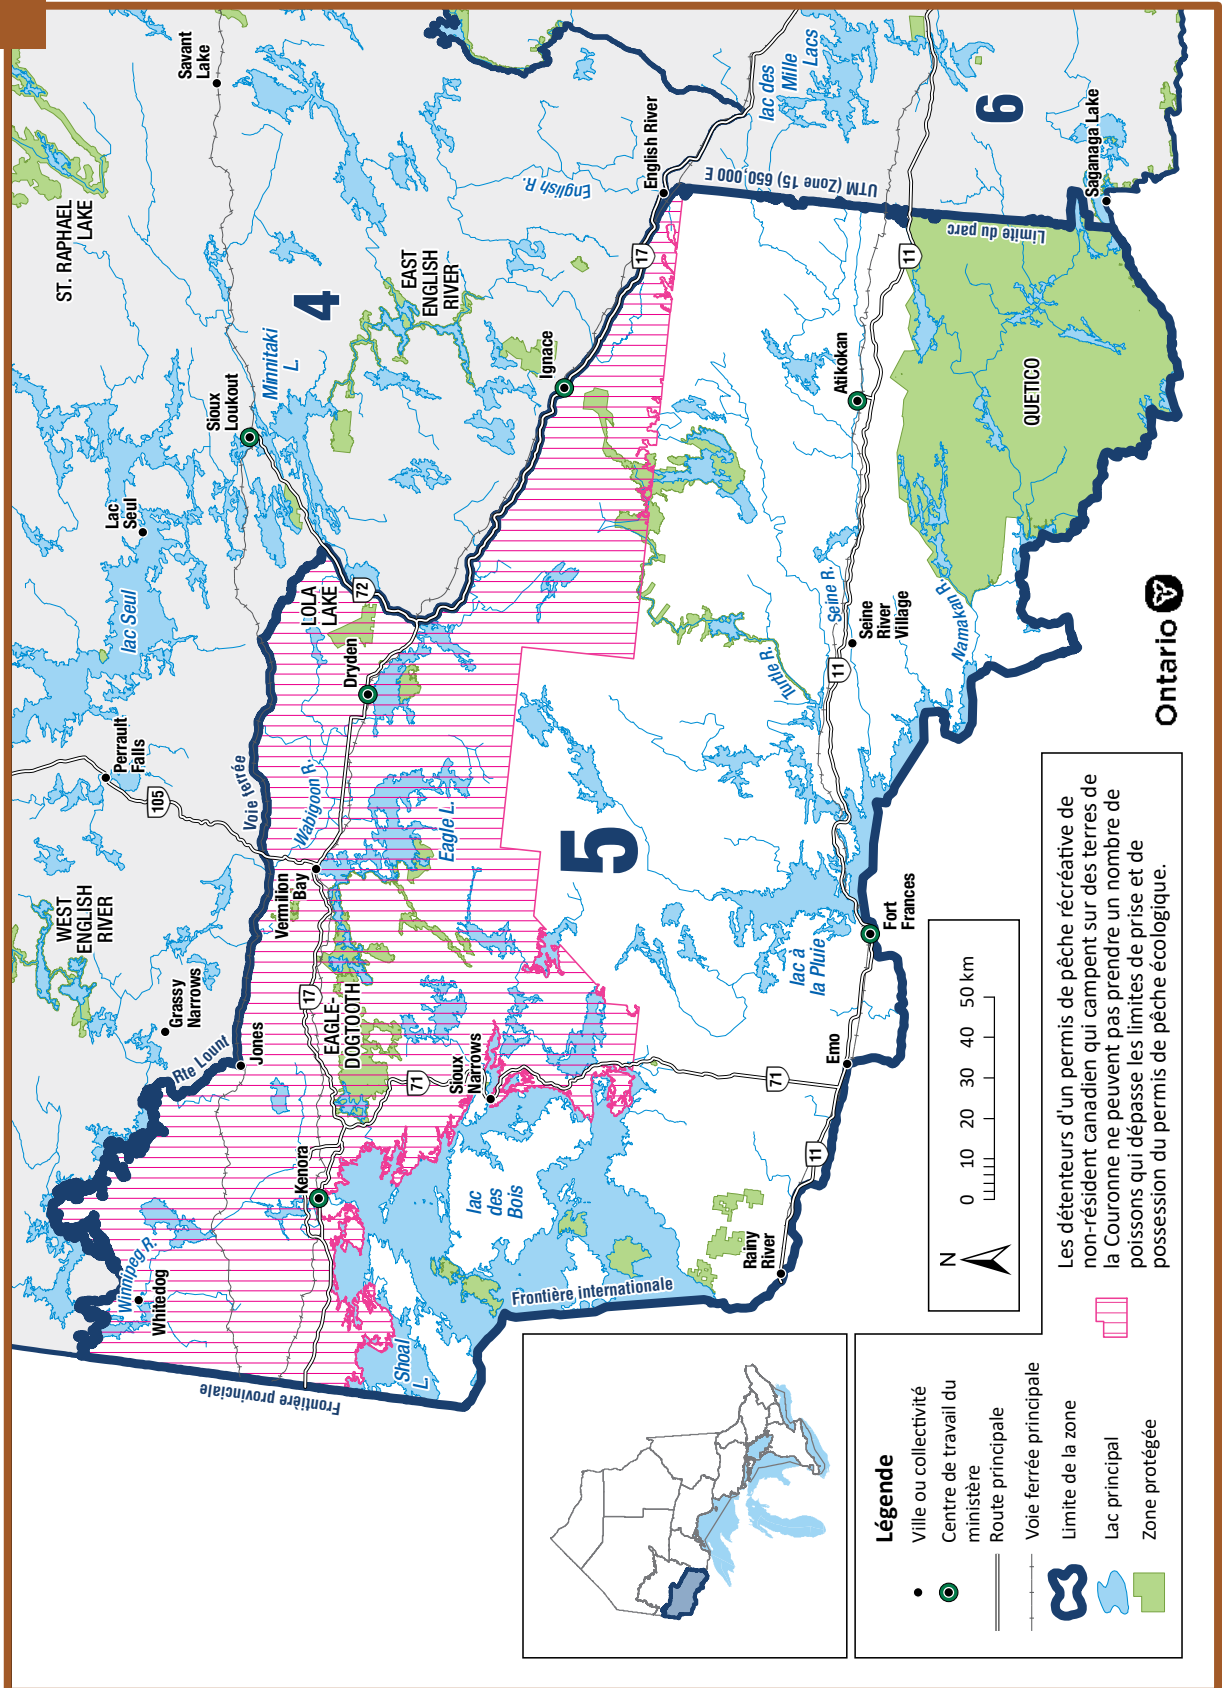 ST. RAPHAEL
LAKE
Savant
Lake
WEST
ENGLISH
RIVER
Perrault
Falls
105
Lac
Seul
lac Seul
Sioux
Loukout
Minnitaki
L.
4
EAST
ENGLISH
RIVER
English R.
English River
lac des
Mille
Lacs
6
Grassy
Narrows
Rte Lount
Jones
Voie ferrée
Winnipeg R.
Whitedog
Frontière provinciale
Kenora
17
EAGLE-
DOGTOOTH
Vermilion
Bay
Wabigoon R.
Eagle L.
Dryden
LOLA
LAKE
72
Ignace
17
UTM (Zone 15) 650,000 E
Shoal
L.
lac
des
Bois
Sioux
Narrows
71
5
Turtle R.
Seine R.
Seine
River
Village
Atikokan
11
Limite du parc
Saganaga Lake
QUETICO
Namakan R.
Frontière internationale
Rainy
River
11
71
Emo
lac à
la Pluie
Fort
Frances
11
N
0 10 20 30 40 50 km
Ontario
Légende
Ville ou collectivité
Centre de travail du
ministère
Route principale
Voie ferrée principale
Limite de la zone
Lac principal
Zone protégée
Les détenteurs d'un permis de pêche récréative de
non-résident canadien qui campent sur des terres de
la Couronne ne peuvent pas prendre un nombre de
poissons qui dépasse les limites de prise et de
possession du permis de pêche écologique.